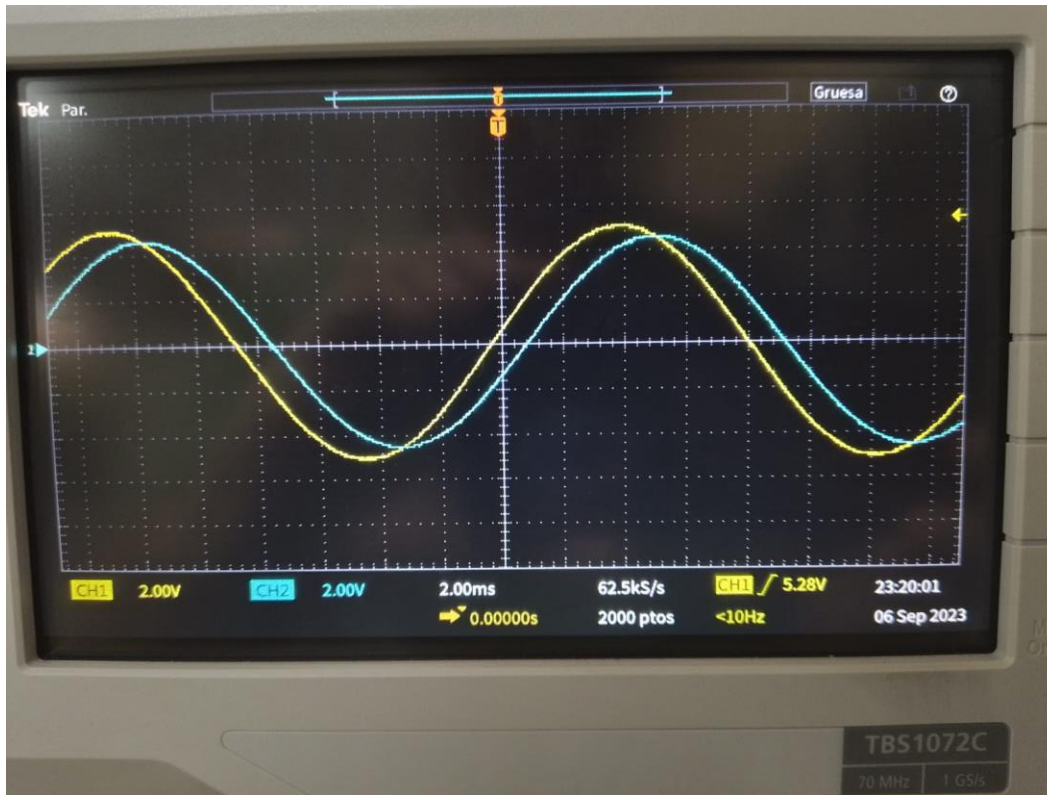 Tek Par. Gruesa ?
T
T
1
CH1 2.00V CH2 2.00V 2.00ms 62.5kS/s CH1 5.28V 23:20:01
0.00000s 2000 ptos <10Hz 06 Sep 2023
TBS1072C
70 MHz 1 GS/s